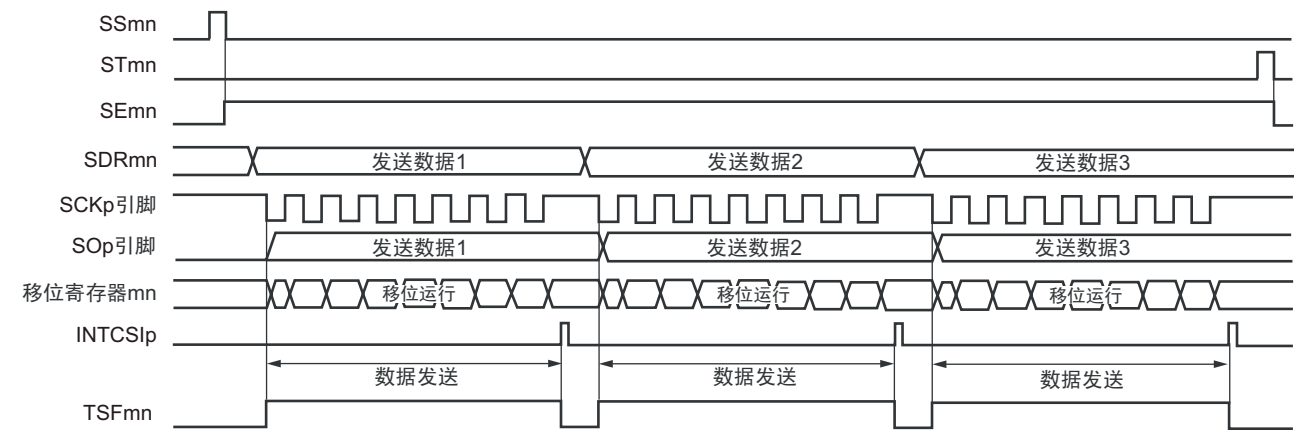 SSmn
STmn
SEmn
SDRmn 发送数据1 发送数据2 发送数据3
SCKp引脚
SOp引脚 发送数据1 发送数据2 发送数据3
移位寄存器mn 移位运行 移位运行 移位运行
INTCSIp
数据发送 数据发送 数据发送
TSFmn